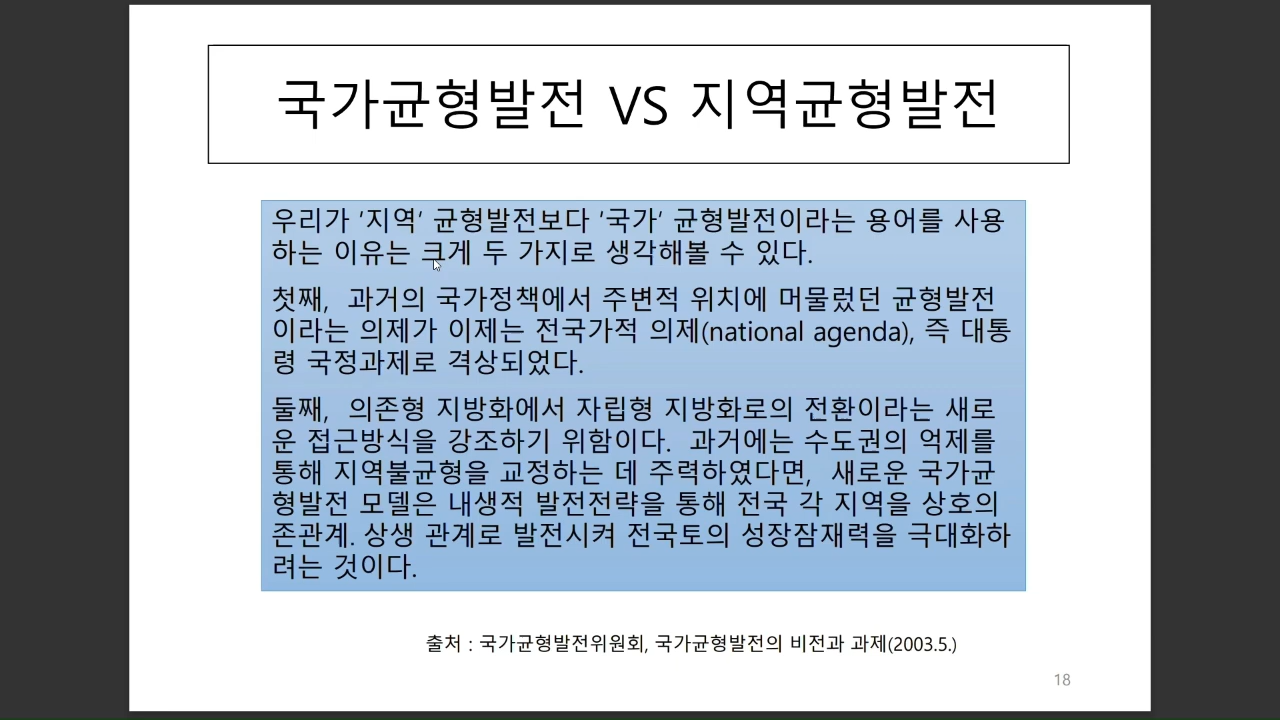 국가균형발전 VS 지역균형발전
우리가 '지역' 균형발전보다 '국가' 균형발전이라는 용어를 사용
하는 이유는 크게 두 가지로 생각해볼 수 있다.
첫째, 과거의 국가정책에서 주변적 위치에 머물렀던 균형발전
이라는 의제가 이제는 전국가적 의제(national agenda), 즉 대통
령 국정과제로 격상되었다.
둘째, 의존형 지방화에서 자립형 지방화로의 전환이라는 새로
운 접근방식을 강조하기 위함이다. 과거에는 수도권의 억제를
통해 지역불균형을 교정하는 데 주력하였다면, 새로운 국가균
형발전 모델은 내생적 발전전략을 통해 전국 각 지역을 상호의
존관계. 상생 관계로 발전시켜 전국토의 성장잠재력을 극대화하
려는 것이다.
출처 : 국가균형발전위원회, 국가균형발전의 비전과 과제(2003.5.)
18